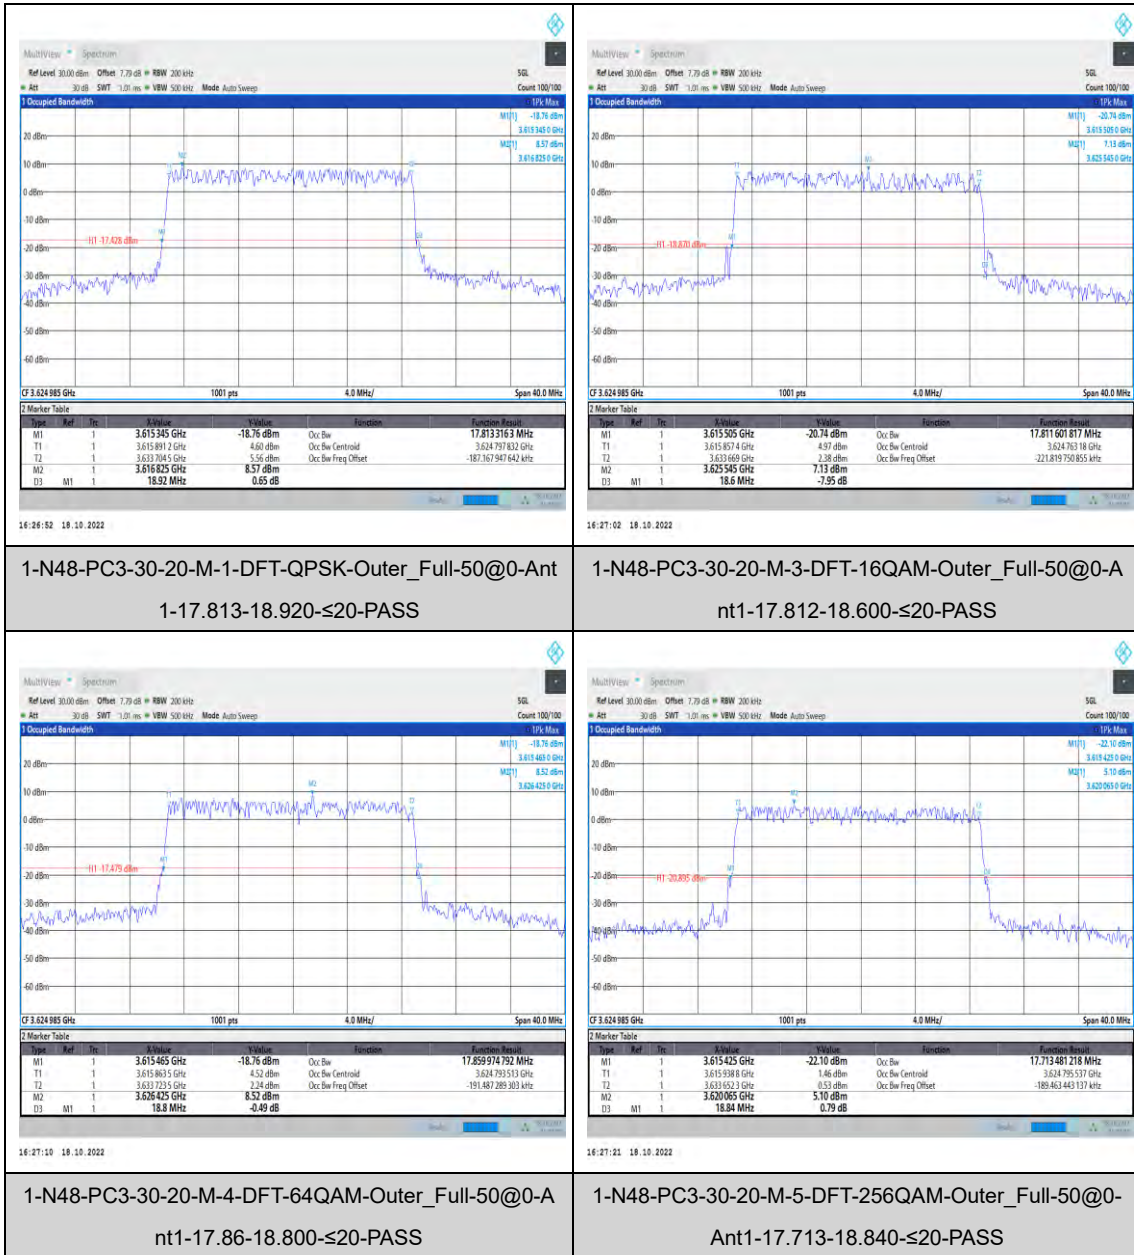 MultiView Spectrum
Ref Level 30.00 dBm Offset 7.79 dB RBW 200 kHz SGL
Att 30 dB SWT 1.01 ms VBW 500 kHz Mode Auto Sweep Count 100/100
1 Occupied Bandwidth 1Pk Max
M1[1] -18.76 dBm
3.615 345 0 GHz
M2[1] 8.57 dBm
3.616 825 0 GHz
20 dBm
10 dBm
0 dBm
-10 dBm
H1 -17.428 dBm
-20 dBm
-30 dBm
-40 dBm
-50 dBm
-60 dBm
CF 3.624 985 GHz 1001 pts 4.0 MHz/ Span 40.0 MHz
2 Marker Table
Type Ref Trc X-Value Y-Value Function Function Result
M1 1 3.615345 GHz -18.76 dBm Occ Bw 17.813 316 3 MHz
T1 1 3.615 891 2 GHz 4.60 dBm Occ Bw Centroid 3.624 797 832 GHz
T2 1 3.633 704 5 GHz 5.56 dBm Occ Bw Freq Offset -187.167 947 642 kHz
M2 1 3.616825 GHz 8.57 dBm
D3 M1 1 18.92 MHz 0.65 dB
16:26:52 18.10.2022
1-N48-PC3-30-20-M-1-DFT-QPSK-Outer_Full-50@0-Ant
1-17.813-18.920-≤20-PASS
MultiView Spectrum
Ref Level 30.00 dBm Offset 7.79 dB RBW 200 kHz SGL
Att 30 dB SWT 1.01 ms VBW 500 kHz Mode Auto Sweep Count 100/100
1 Occupied Bandwidth 1Pk Max
M1[1] -20.74 dBm
3.615 505 0 GHz
M2[1] 7.13 dBm
3.625 545 0 GHz
20 dBm
10 dBm
0 dBm
-10 dBm
H1 -18.870 dBm
-20 dBm
-30 dBm
-40 dBm
-50 dBm
-60 dBm
CF 3.624 985 GHz 1001 pts 4.0 MHz/ Span 40.0 MHz
2 Marker Table
Type Ref Trc X-Value Y-Value Function Function Result
M1 1 3.615505 GHz -20.74 dBm Occ Bw 17.811 601 817 MHz
T1 1 3.615 857 4 GHz 4.97 dBm Occ Bw Centroid 3.624 763 18 GHz
T2 1 3.633 669 GHz 2.38 dBm Occ Bw Freq Offset -221.819 750 855 kHz
M2 1 3.625545 GHz 7.13 dBm
D3 M1 1 18.6 MHz -7.95 dB
16:27:02 18.10.2022
1-N48-PC3-30-20-M-3-DFT-16QAM-Outer_Full-50@0-A
nt1-17.812-18.600-≤20-PASS
MultiView Spectrum
Ref Level 30.00 dBm Offset 7.79 dB RBW 200 kHz SGL
Att 30 dB SWT 1.01 ms VBW 500 kHz Mode Auto Sweep Count 100/100
1 Occupied Bandwidth 1Pk Max
M1[1] -18.76 dBm
3.615 465 0 GHz
M2[1] 8.52 dBm
3.626 425 0 GHz
20 dBm
10 dBm
0 dBm
-10 dBm
H1 -17.479 dBm
-20 dBm
-30 dBm
-40 dBm
-50 dBm
-60 dBm
CF 3.624 985 GHz 1001 pts 4.0 MHz/ Span 40.0 MHz
2 Marker Table
Type Ref Trc X-Value Y-Value Function Function Result
M1 1 3.615465 GHz -18.76 dBm Occ Bw 17.859 974 792 MHz
T1 1 3.615 863 5 GHz 4.52 dBm Occ Bw Centroid 3.624 793 513 GHz
T2 1 3.633 723 5 GHz 2.24 dBm Occ Bw Freq Offset -191.487 289 303 kHz
M2 1 3.626425 GHz 8.52 dBm
D3 M1 1 18.8 MHz -0.49 dB
16:27:10 18.10.2022
1-N48-PC3-30-20-M-4-DFT-64QAM-Outer_Full-50@0-A
nt1-17.86-18.800-≤20-PASS
MultiView Spectrum
Ref Level 30.00 dBm Offset 7.79 dB RBW 200 kHz SGL
Att 30 dB SWT 1.01 ms VBW 500 kHz Mode Auto Sweep Count 100/100
1 Occupied Bandwidth 1Pk Max
M1[1] -22.10 dBm
3.615 425 0 GHz
M2[1] 5.10 dBm
3.620 065 0 GHz
20 dBm
10 dBm
0 dBm
-10 dBm
-20 dBm
H1 -20.895 dBm
-30 dBm
-40 dBm
-50 dBm
-60 dBm
CF 3.624 985 GHz 1001 pts 4.0 MHz/ Span 40.0 MHz
2 Marker Table
Type Ref Trc X-Value Y-Value Function Function Result
M1 1 3.615425 GHz -22.10 dBm Occ Bw 17.713 481 218 MHz
T1 1 3.615 938 8 GHz 1.46 dBm Occ Bw Centroid 3.624 795 537 GHz
T2 1 3.633 652 3 GHz 0.53 dBm Occ Bw Freq Offset -189.463 443 137 kHz
M2 1 3.620065 GHz 5.10 dBm
D3 M1 1 18.84 MHz 0.79 dB
16:27:21 18.10.2022
1-N48-PC3-30-20-M-5-DFT-256QAM-Outer_Full-50@0-
Ant1-17.713-18.840-≤20-PASS